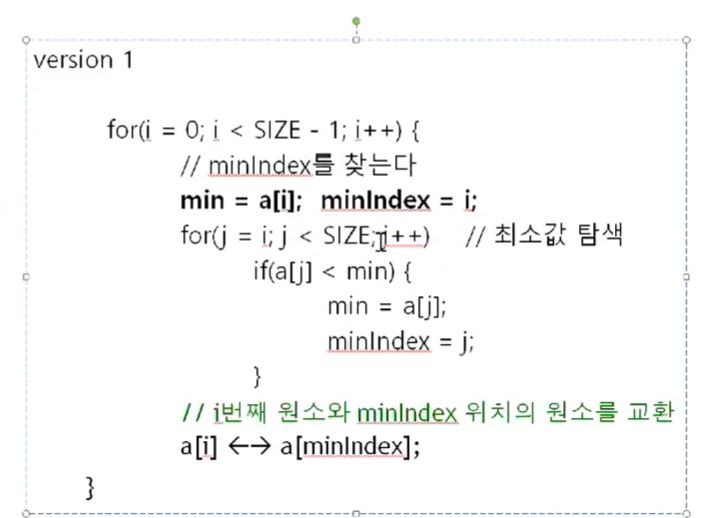 version 1
for(i = 0; i < SIZE - 1; i++) {
// minIndex를 찾는다
min = a[i]; minIndex = i;
for(j = i; j < SIZE; j++) // 최소값 탐색
if(a[j] < min) {
min = a[j];
minIndex = j;
}
// i번째 원소와 minIndex 위치의 원소를 교환
a[i] <--> a[minIndex];
}